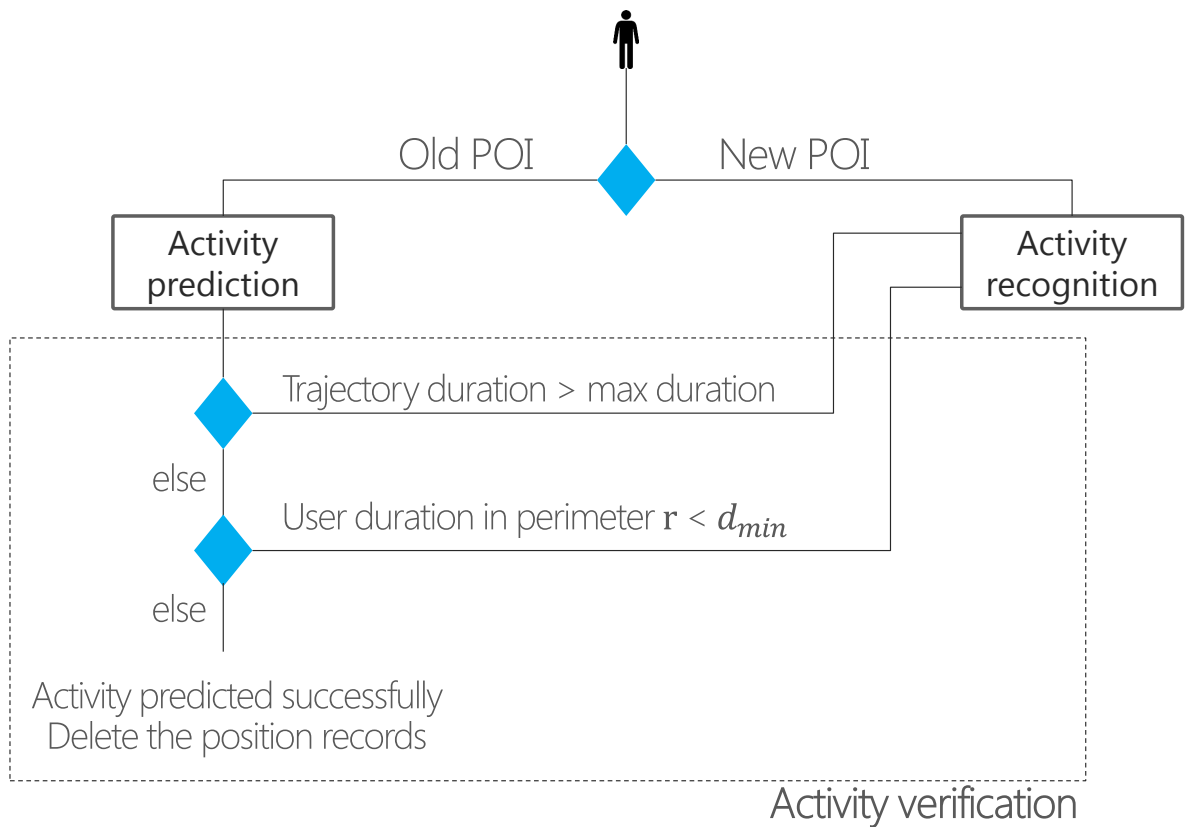 Old POI
New POI
Activity
prediction
Activity
recognition
Trajectory duration > max duration
else
User duration in perimeter r < d_min
else
Activity predicted successfully
Delete the position records
Activity verification